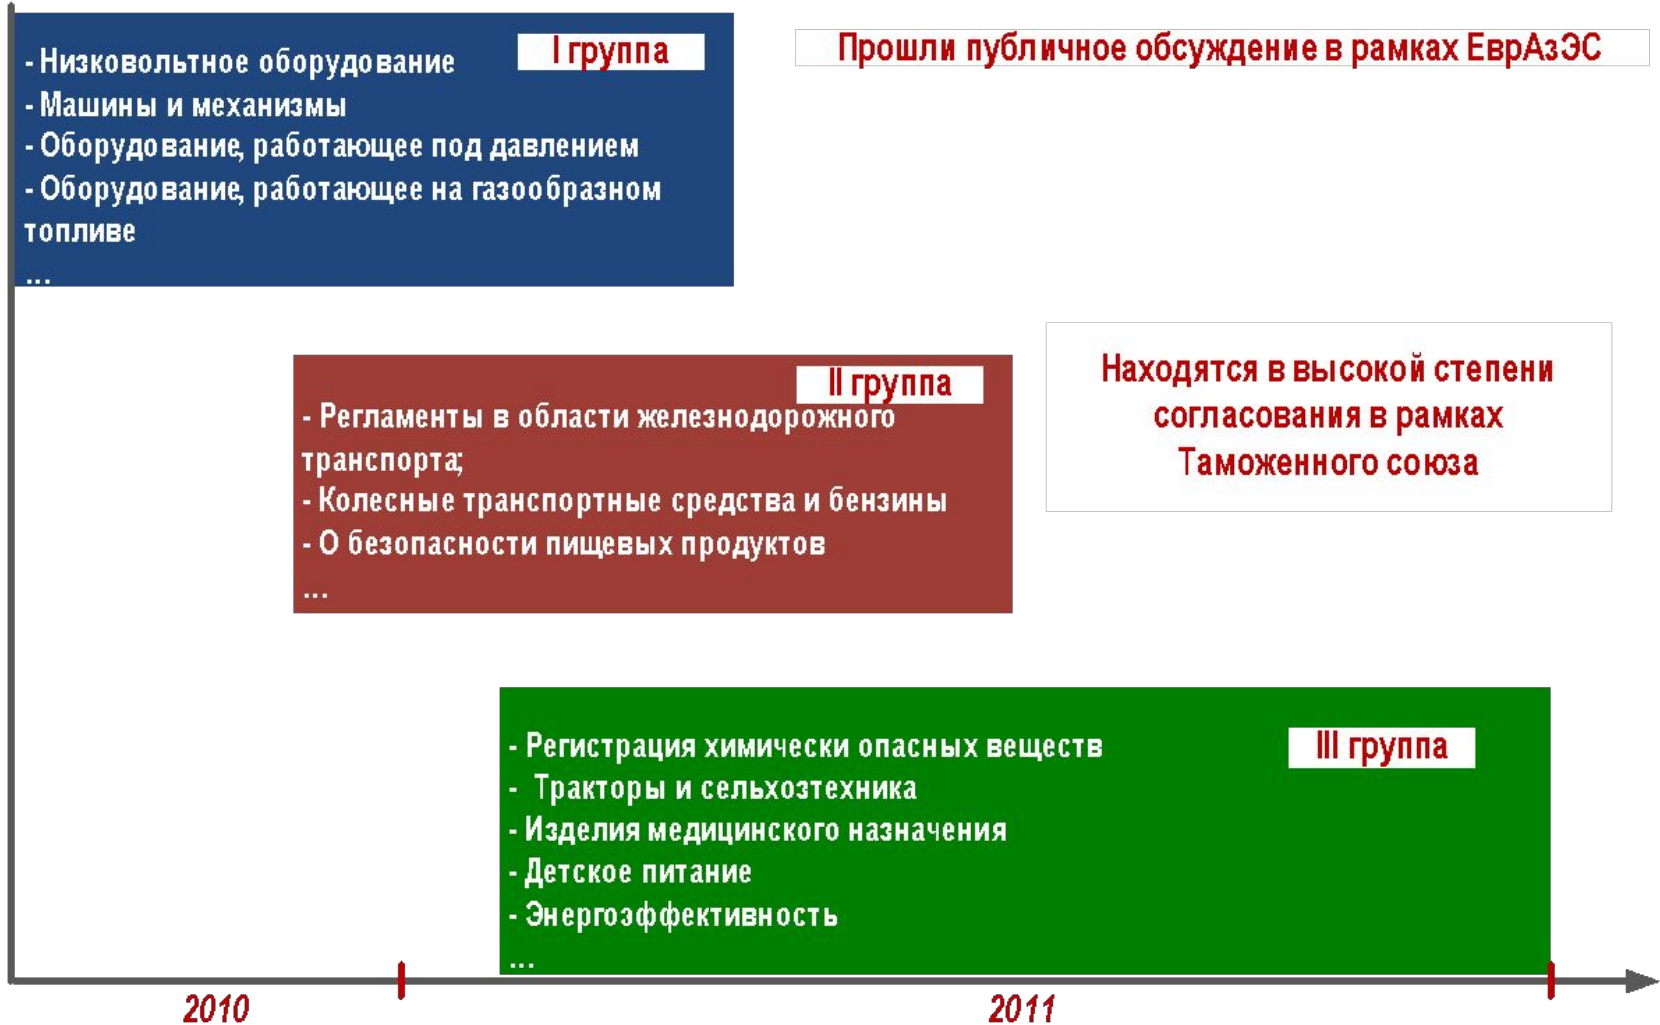 I группа
- Низковольтное оборудование
- Машины и механизмы
- Оборудование, работающее под давлением
- Оборудование, работающее на газообразном
топливе
...
Прошли публичное обсуждение в рамках ЕврАзЭС
II группа
- Регламенты в области железнодорожного
транспорта;
- Колесные транспортные средства и бензины
- О безопасности пищевых продуктов
...
Находятся в высокой степени
согласования в рамках
Таможенного союза
III группа
- Регистрация химически опасных веществ
- Тракторы и сельхозтехника
- Изделия медицинского назначения
- Детское питание
- Энергоэффективность
...
2010
2011